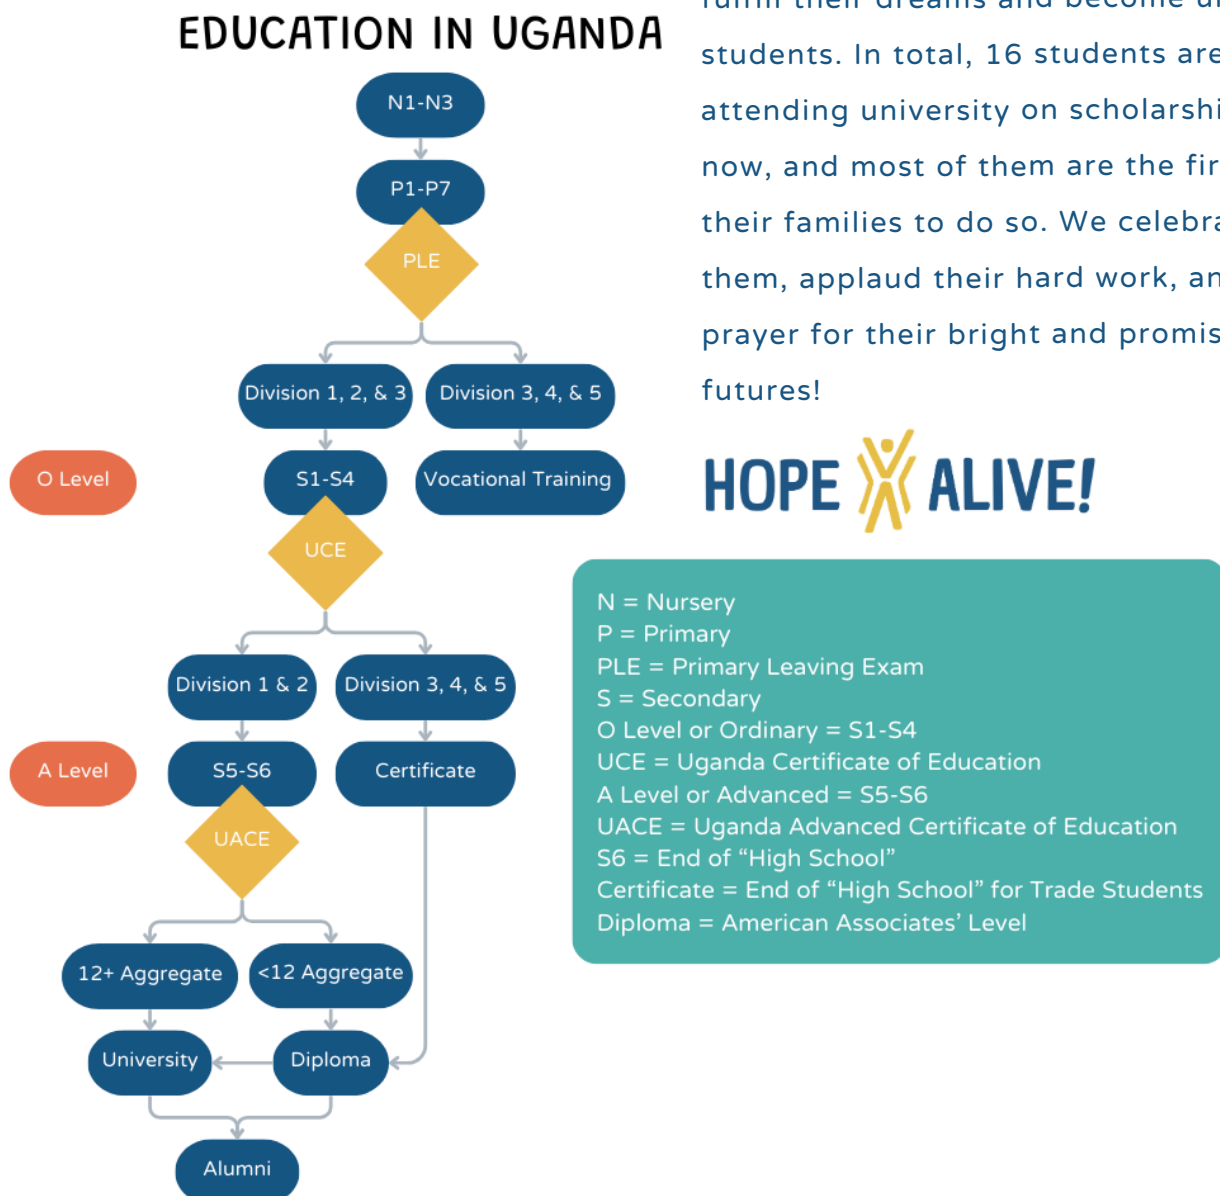 EDUCATION IN UGANDA
N1-N3
P1-P7
PLE
Division 1, 2, & 3
Division 3, 4, & 5
O Level
S1-S4
Vocational Training
UCE
Division 1 & 2
Division 3, 4, & 5
A Level
S5-S6
Certificate
UACE
12+ Aggregate
<12 Aggregate
University
Diploma
Alumni
their dreams and become
students. In total, 16 students are
attending university on
now, and most of them are the
their families to do so. We
them, applaud their hard work,
prayer for their bright and
futures!
HOPE ALIVE!
N = Nursery
P = Primary
PLE = Primary Leaving Exam
S = Secondary
O Level or Ordinary = S1-S4
UCE = Uganda Certificate of Education
A Level or Advanced = S5-S6
UACE = Uganda Advanced Certificate of Education
S6 = End of “High School”
Certificate = End of “High School” for Trade Students
Diploma = American Associates’ Level